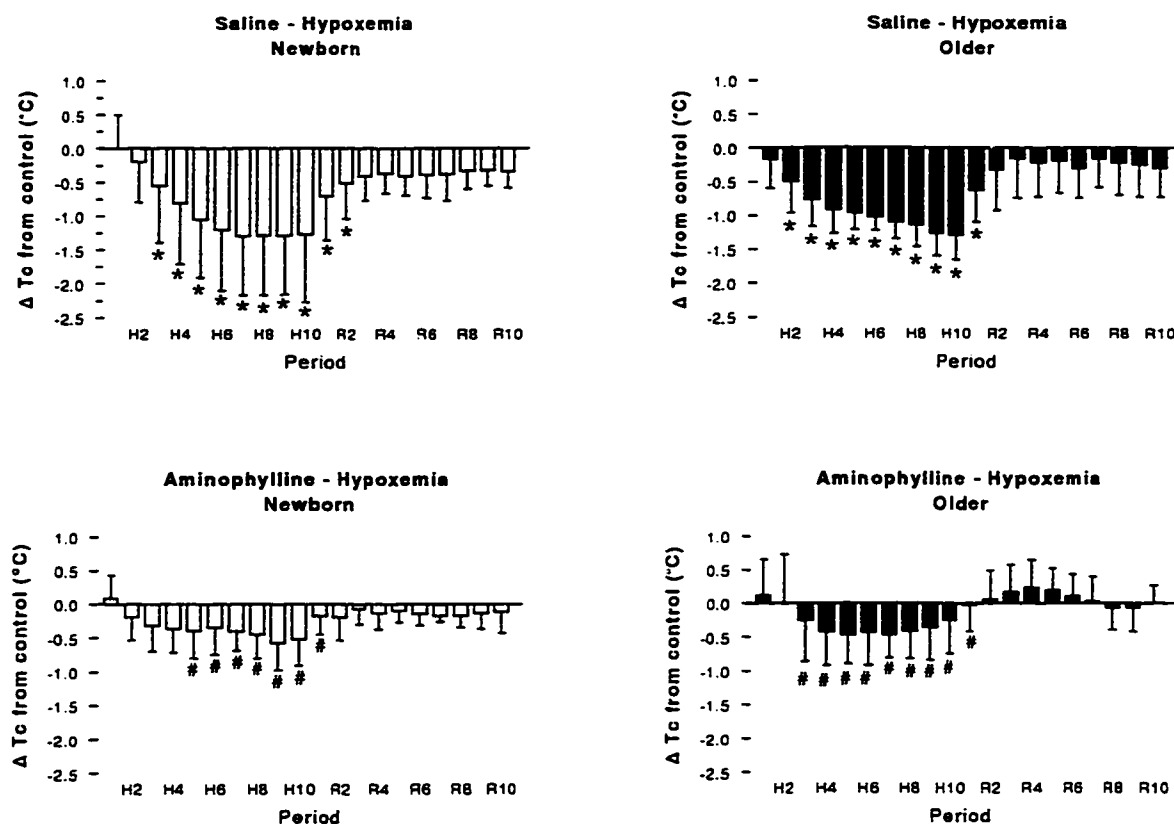 Saline - Hypoxemia
Newborn
Δ Tc from control (°C)
1.0
0.5
0.0
-0.5
-1.0
-1.5
-2.0
-2.5
* * * * * * * * * *
H2 H4 H6 H8 H10 R2 R4 R6 R8 R10
Period
Saline - Hypoxemia
Older
Δ Tc from control (°C)
1.0
0.5
0.0
-0.5
-1.0
-1.5
-2.0
-2.5
* * * * * * * * * *
H2 H4 H6 H8 H10 R2 R4 R6 R8 R10
Period
Aminophylline - Hypoxemia
Newborn
Δ Tc from control (°C)
1.0
0.5
0.0
-0.5
-1.0
-1.5
-2.0
-2.5
# # # # # # #
H2 H4 H6 H8 H10 R2 R4 R6 R8 R10
Period
Aminophylline - Hypoxemia
Older
Δ Tc from control (°C)
1.0
0.5
0.0
-0.5
-1.0
-1.5
-2.0
-2.5
# # # # # # # # #
H2 H4 H6 H8 H10 R2 R4 R6 R8 R10
Period